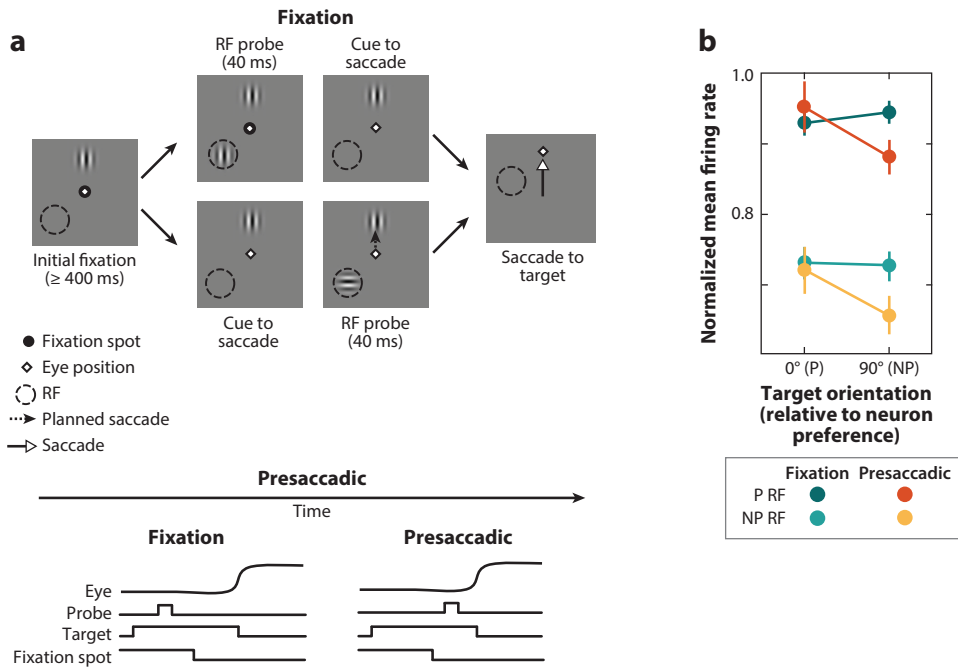 Fixation
a
RF probe
(40 ms)
Cue to
saccade
Initial fixation
(≥ 400 ms)
Saccade to
target
Cue to
saccade
RF probe
(40 ms)
Fixation spot
Eye position
RF
Planned saccade
Saccade
Presaccadic
Time
Fixation
Presaccadic
Eye
Probe
Target
Fixation spot
b
Normalized mean firing rate
1.0
0.8
0° (P)
90° (NP)
Target orientation
(relative to neuron
preference)
Fixation
Presaccadic
P RF
NP RF